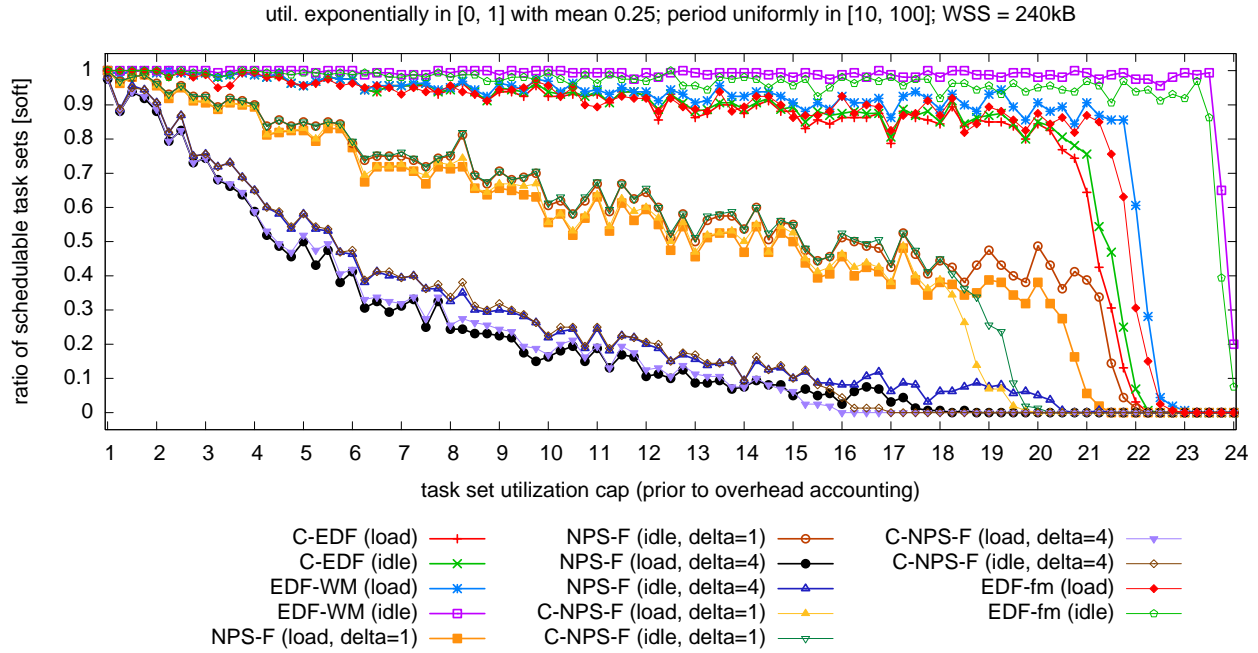 util. exponentially in [0, 1] with mean 0.25; period uniformly in [10, 100]; WSS = 240kB
ratio of schedulable task sets [soft]
1
0.9
0.8
0.7
0.6
0.5
0.4
0.3
0.2
0.1
0
1 2 3 4 5 6 7 8 9 10 11 12 13 14 15 16 17 18 19 20 21 22 23 24
task set utilization cap (prior to overhead accounting)
C-EDF (load)
C-EDF (idle)
EDF-WM (load)
EDF-WM (idle)
NPS-F (load, delta=1)
NPS-F (idle, delta=1)
NPS-F (load, delta=4)
NPS-F (idle, delta=4)
C-NPS-F (load, delta=1)
C-NPS-F (idle, delta=1)
C-NPS-F (load, delta=4)
C-NPS-F (idle, delta=4)
EDF-fm (load)
EDF-fm (idle)